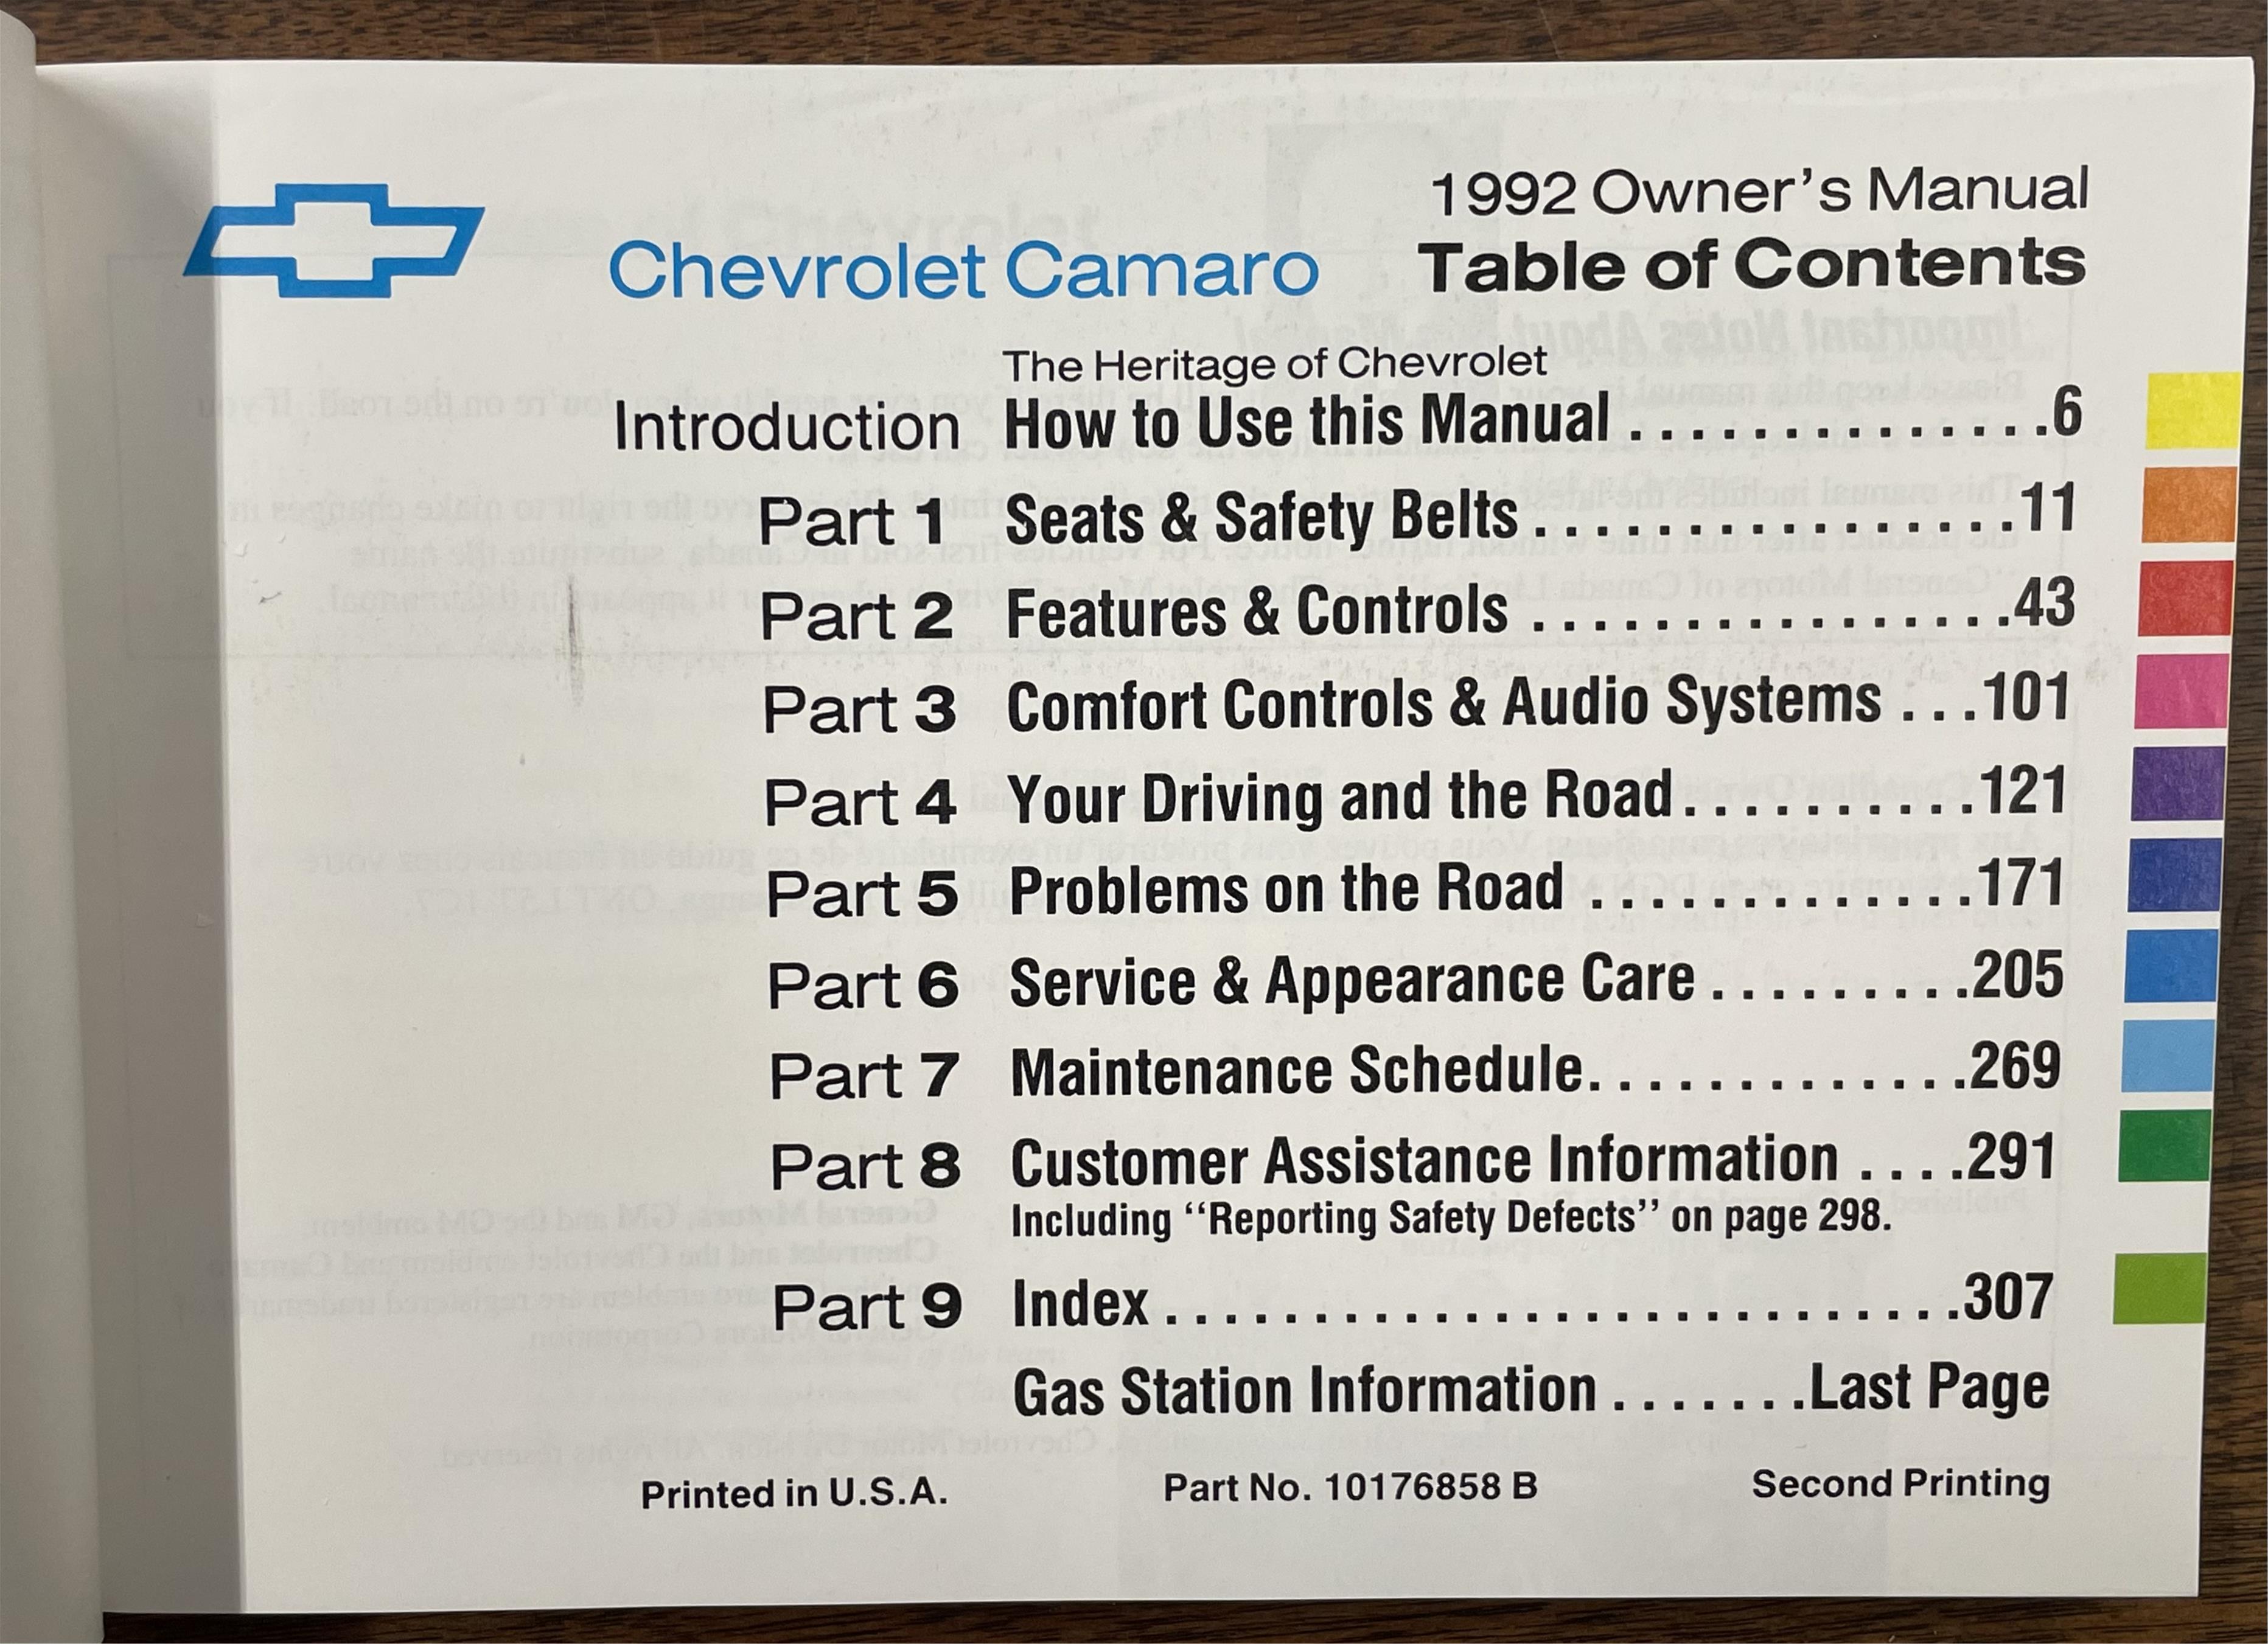 1992 Owner's Manual
Chevrolet Camaro Table of Contents
The Heritage of Chevrolet
Introduction How to Use this Manual . . . . . . . . . . . . . . 6
Part 1 Seats & Safety Belts . . . . . . . . . . . . . . . . 11
Part 2 Features & Controls . . . . . . . . . . . . . . . . 43
Part 3 Comfort Controls & Audio Systems . . . 101
Part 4 Your Driving and the Road . . . . . . . . . . 121
Part 5 Problems on the Road . . . . . . . . . . . . . 171
Part 6 Service & Appearance Care . . . . . . . . . 205
Part 7 Maintenance Schedule . . . . . . . . . . . . . 269
Part 8 Customer Assistance Information . . . . 291
Including "Reporting Safety Defects" on page 298.
Part 9 Index . . . . . . . . . . . . . . . . . . . . . . . . 307
Gas Station Information . . . . . . . Last Page
Printed in U.S.A. Part No. 10176858 B Second Printing